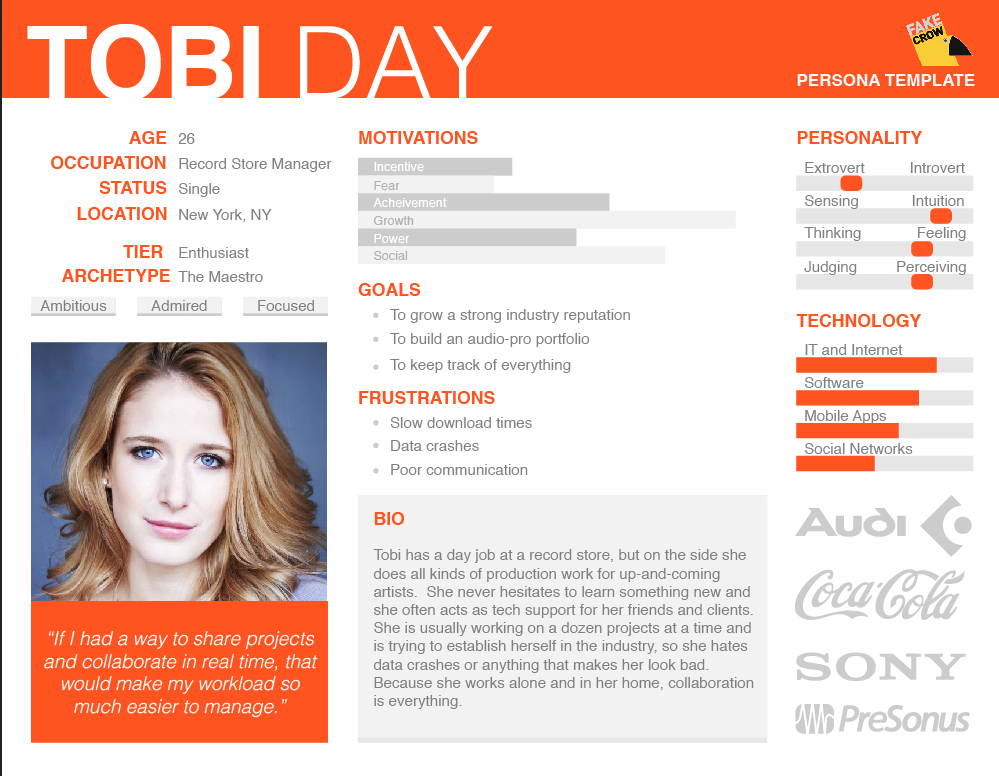 TOBI DAY
FAKE
CROW
PERSONA TEMPLATE
AGE 26
OCCUPATION Record Store Manager
STATUS Single
LOCATION New York, NY
TIER Enthusiast
ARCHETYPE The Maestro
Ambitious Admired Focused
“If I had a way to share projects
and collaborate in real time, that
would make my workload so
much easier to manage.”
MOTIVATIONS
Incentive
Fear
Acheivement
Growth
Power
Social
GOALS
To grow a strong industry reputation
To build an audio-pro portfolio
To keep track of everything
FRUSTRATIONS
Slow download times
Data crashes
Poor communication
BIO
Tobi has a day job at a record store, but on the side she
does all kinds of production work for up-and-coming
artists.  She never hesitates to learn something new and
she often acts as tech support for her friends and clients.
She is usually working on a dozen projects at a time and
is trying to establish herself in the industry, so she hates
data crashes or anything that makes her look bad.
Because she works alone and in her home, collaboration
is everything.
PERSONALITY
Extrovert Introvert
Sensing Intuition
Thinking Feeling
Judging Perceiving
TECHNOLOGY
IT and Internet
Software
Mobile Apps
Social Networks
Audi
Coca-Cola
SONY
PreSonus